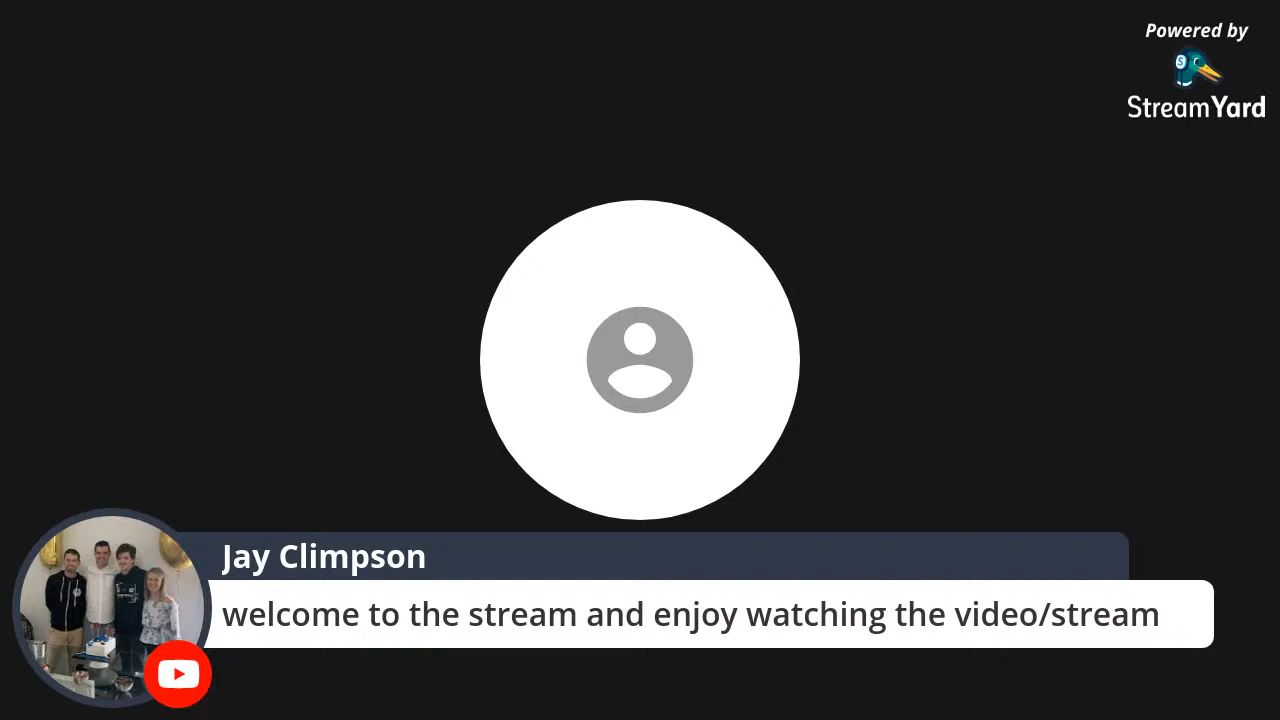 Powered by
StreamYard
Jay Climpson
welcome to the stream and enjoy watching the video/stream